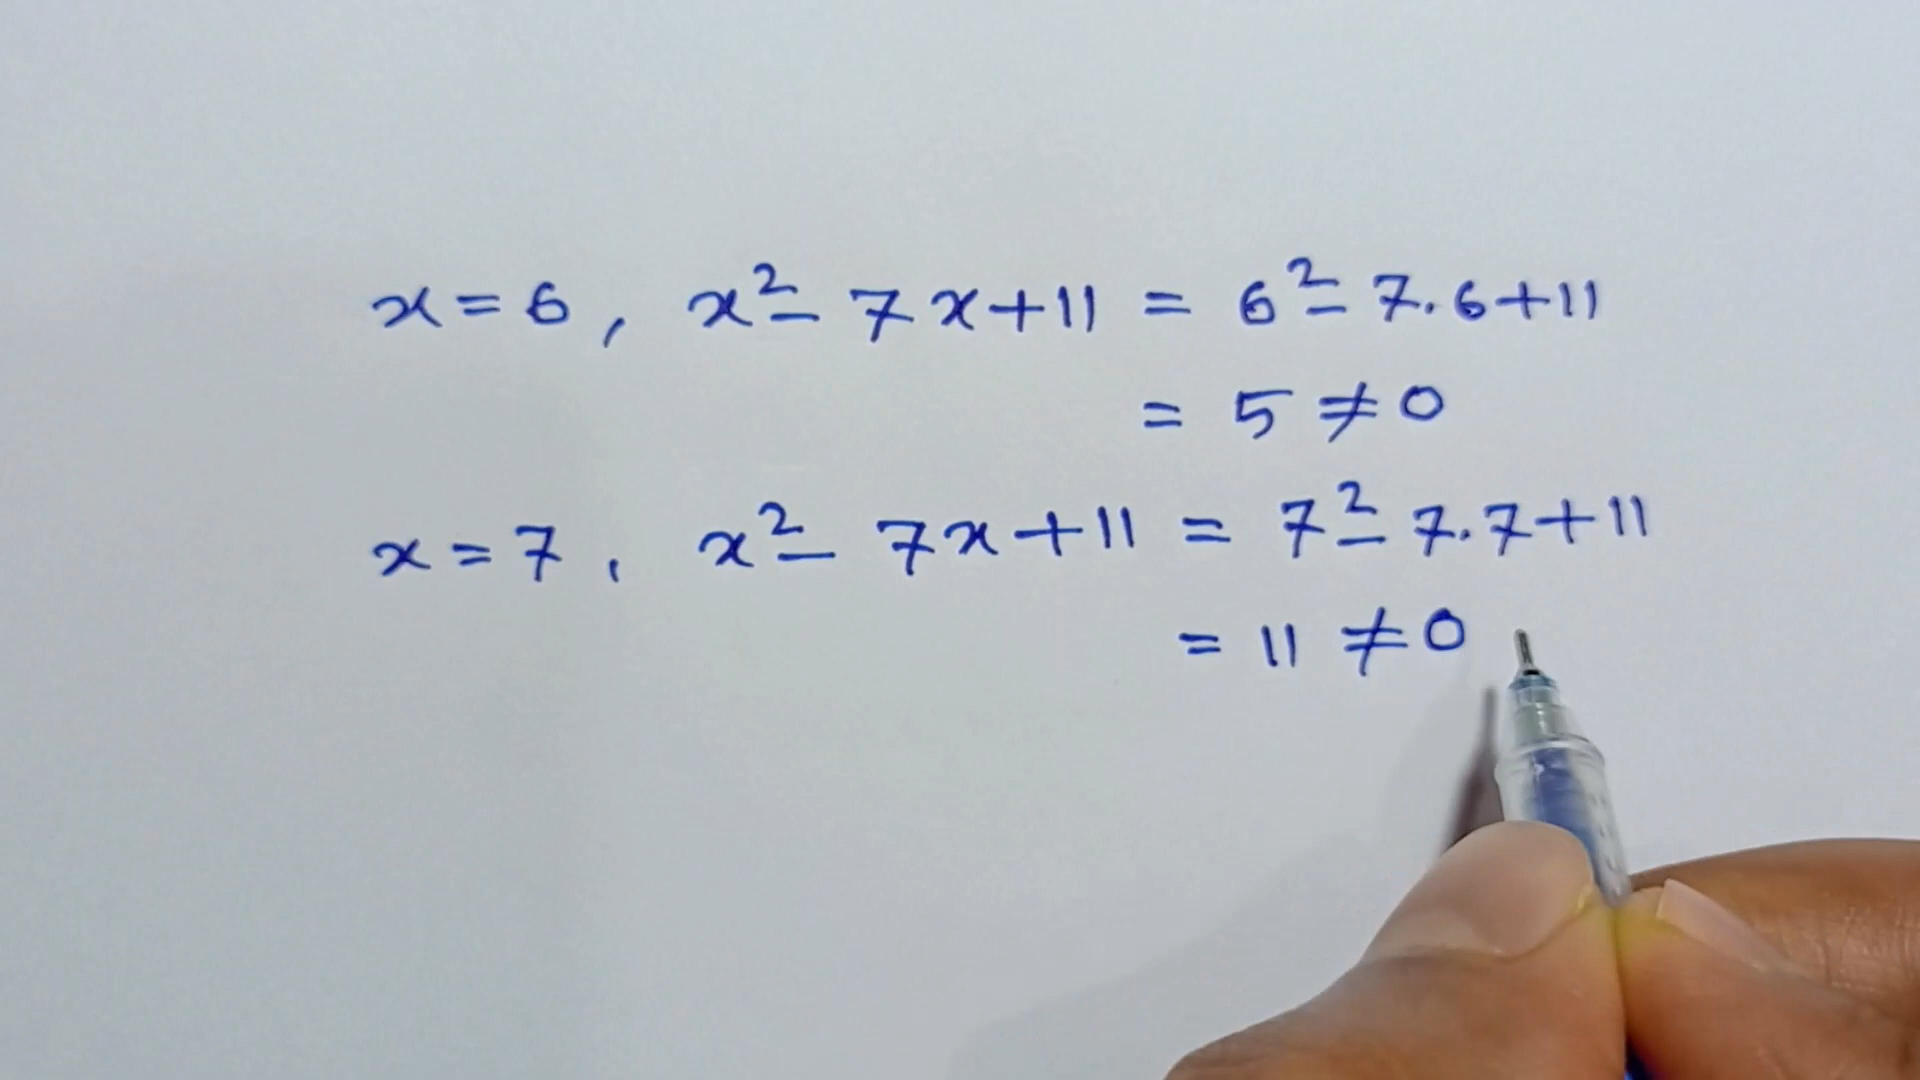 x = 6 , x² - 7x + 11 = 6² - 7.6 + 11
= 5 ≠ 0
x = 7 , x² - 7x + 11 = 7² - 7.7 + 11
= 11 ≠ 0